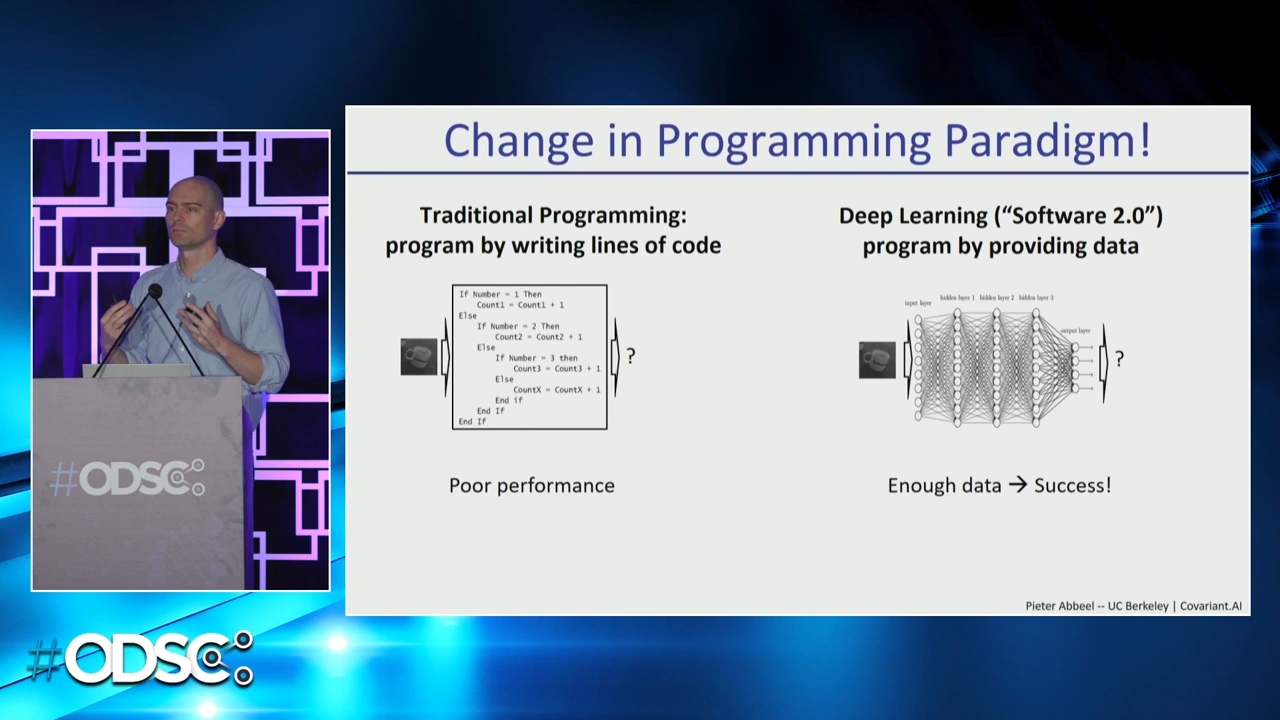 Change in Programming Paradigm!
Traditional Programming:
program by writing lines of code
If Number = 1 Then
Count1 = Count1 + 1
Else
If Number = 2 Then
Count2 = Count2 + 1
Else
If Number = 3 then
Count3 = Count3 + 1
Else
CountX = CountX + 1
End if
End If
End If
?
Poor performance
Deep Learning (“Software 2.0”)
program by providing data
input layer
hidden layer 1 hidden layer 2 hidden layer 3
output layer
?
Enough data → Success!
Pieter Abbeel -- UC Berkeley | Covariant.AI
#ODSC
#ODSC